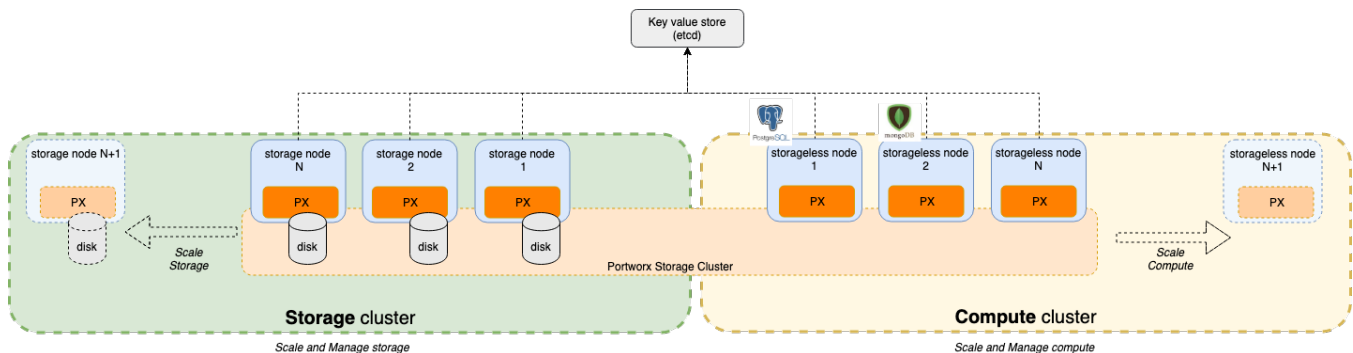 Key value store
(etcd)
PostgreSQL
mongoDB
storage node N+1
PX
disk
Scale
Storage
storage node
N
PX
disk
storage node
2
PX
disk
storage node
1
PX
disk
storageless node
1
PX
storageless node
2
PX
storageless node
N
PX
storageless node
N+1
PX
Scale
Compute
Portworx Storage Cluster
Storage cluster
Compute cluster
Scale and Manage storage
Scale and Manage compute